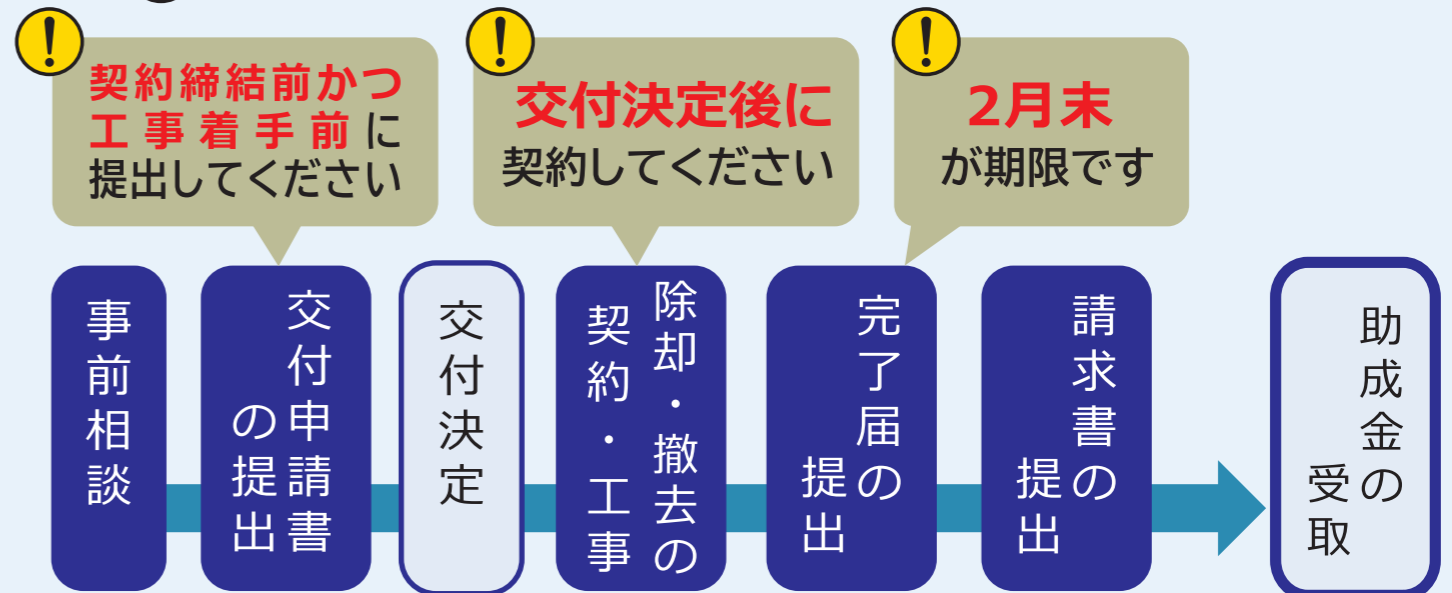 !
契約締結前かつ
工事着手前に
提出してください
!
交付決定後に
契約してください
!
2月末
が期限です
事前相談
交付申請書
の提出
交付決定
除却・撤去の
契約・工事
完了届の
提出
請求書の
提出
助成金の
受取